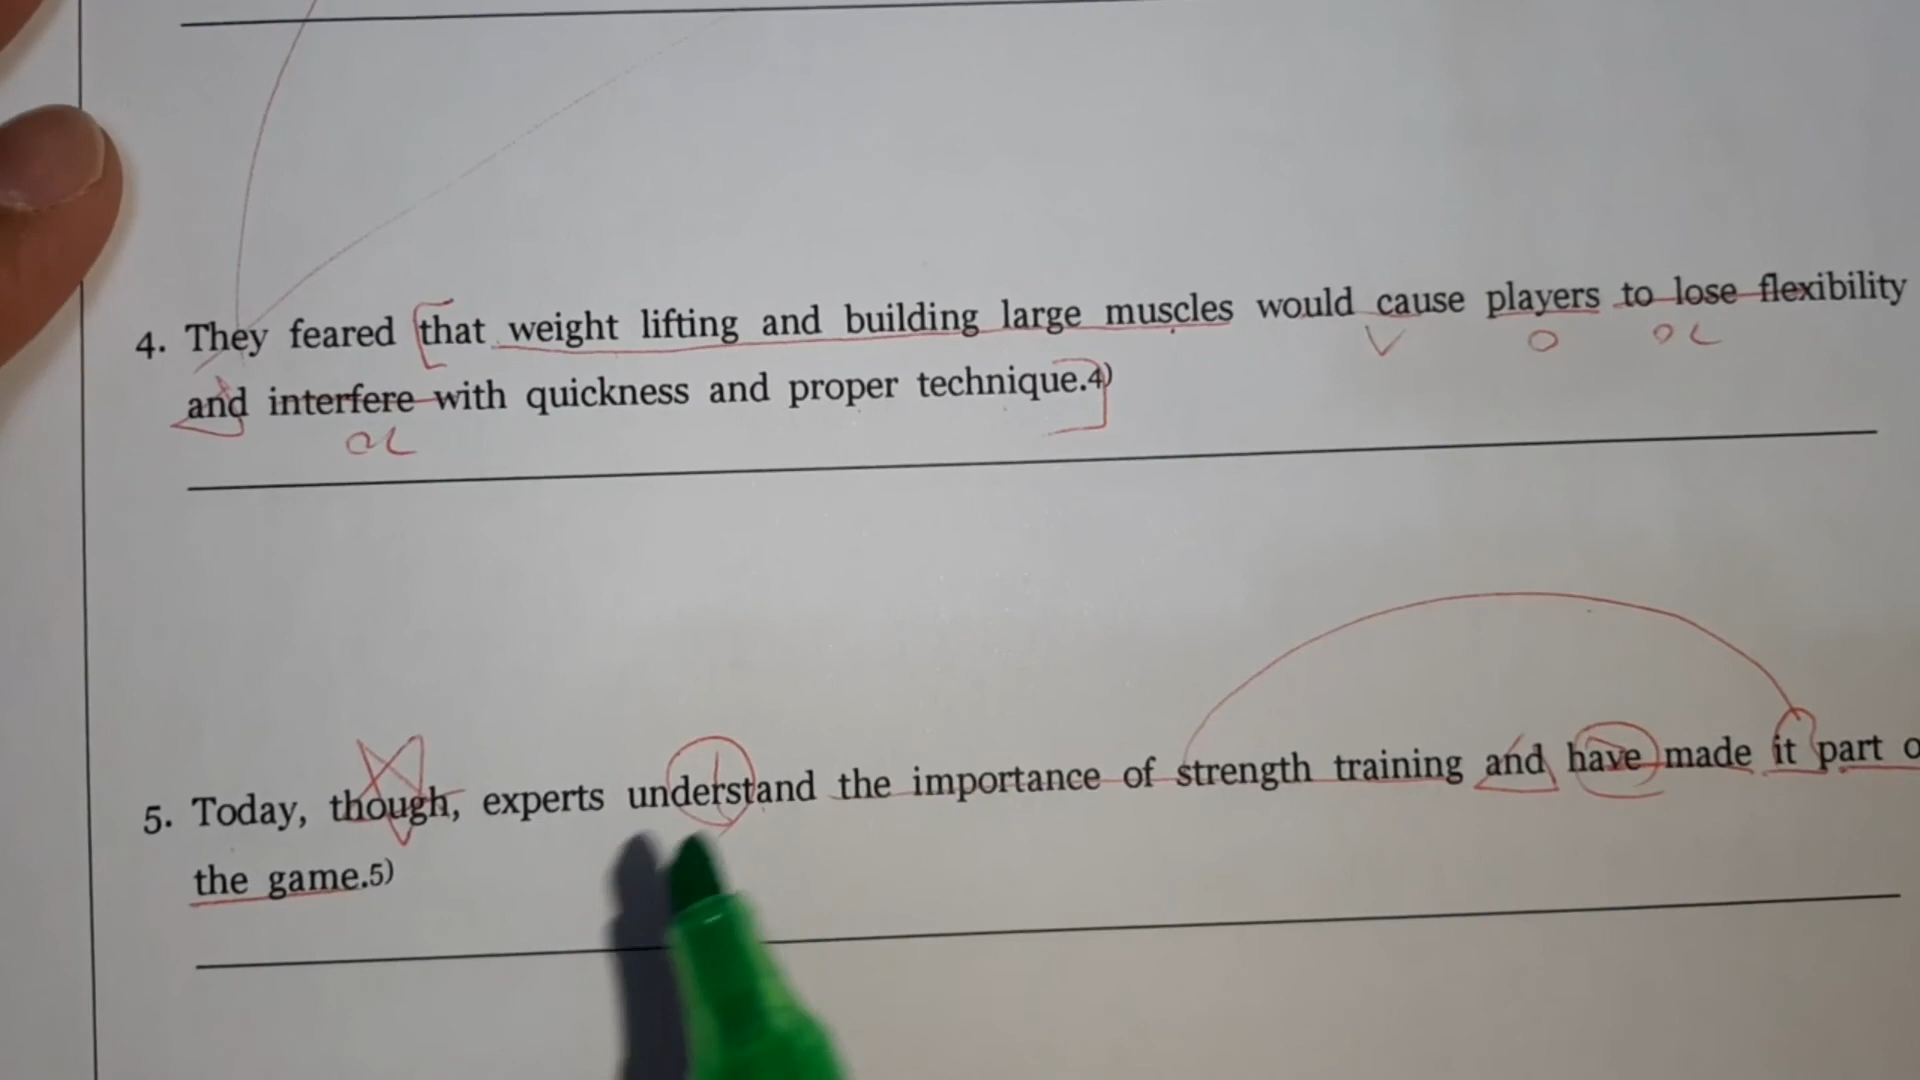 4. They feared that weight lifting and building large muscles would cause players to lose flexibility
V O OC
and interfere with quickness and proper technique.4)
OC
5. Today, though, experts understand the importance of strength training and have made it part o
the game.5)